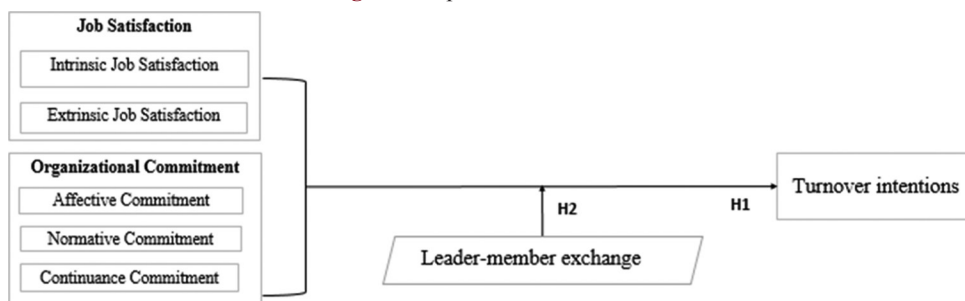 Job Satisfaction
Intrinsic Job Satisfaction
Extrinsic Job Satisfaction
Organizational Commitment
Affective Commitment
Normative Commitment
Continuance Commitment
H2
H1
Turnover intentions
Leader-member exchange